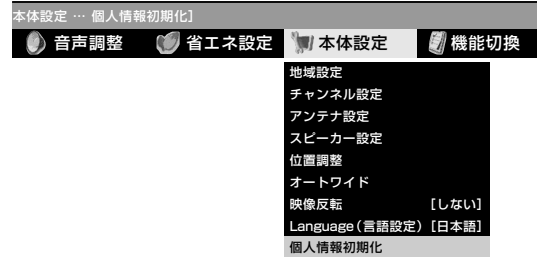 本体設定 … 個人情報初期化]
音声調整 省エネ設定 本体設定 機能切換
地域設定
チャンネル設定
アンテナ設定
スピーカー設定
位置調整
オートワイド
映像反転 [しない]
Language(言語設定) [日本語]
個人情報初期化